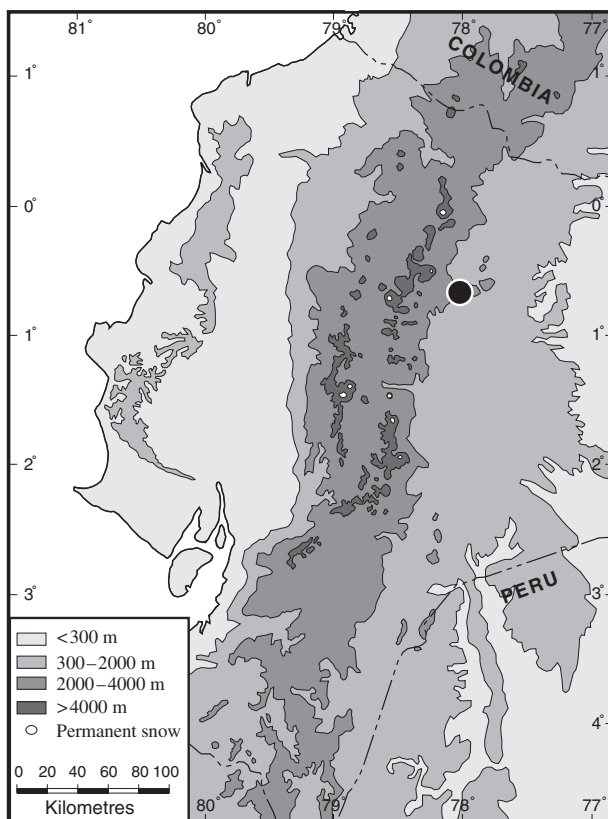 81 80 79 78 77
COLOMBIA
1°
0°
1°
2°
3°
PERU
4°
<300 m
300–2000 m
2000–4000 m
>4000 m
Permanent snow
0 20 40 60 80 100
Kilometres
80 79 78 77